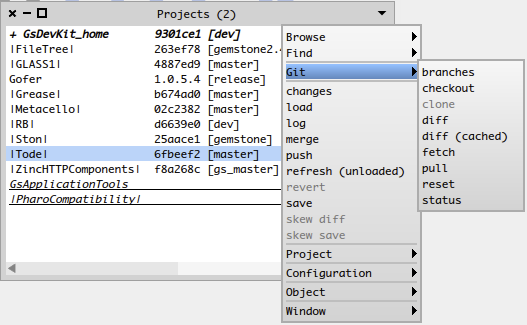 Projects (2)
+ GsDevKit_home 9301ce1 [dev]
|FileTree| 263ef78 [gemstone2.4
|GLASS1| 4887ed9 [master]
Gofer 1.0.5.4 [release]
|Grease| b674ad0 [master]
|Metacello| 02c2382 [master]
|RB| d6639e0 [dev]
|Ston| 25aace1 [gemstone]
|Tode| 6fbeef2 [master]
|ZincHTTPComponents| f8a268c [gs_master]
GsApplicationTools
|PharoCompatibility|
Browse
Find
Git
changes
load
log
merge
push
refresh (unloaded)
revert
save
skew diff
skew save
Project
Configuration
Object
Window
branches
checkout
clone
diff
diff (cached)
fetch
pull
reset
status